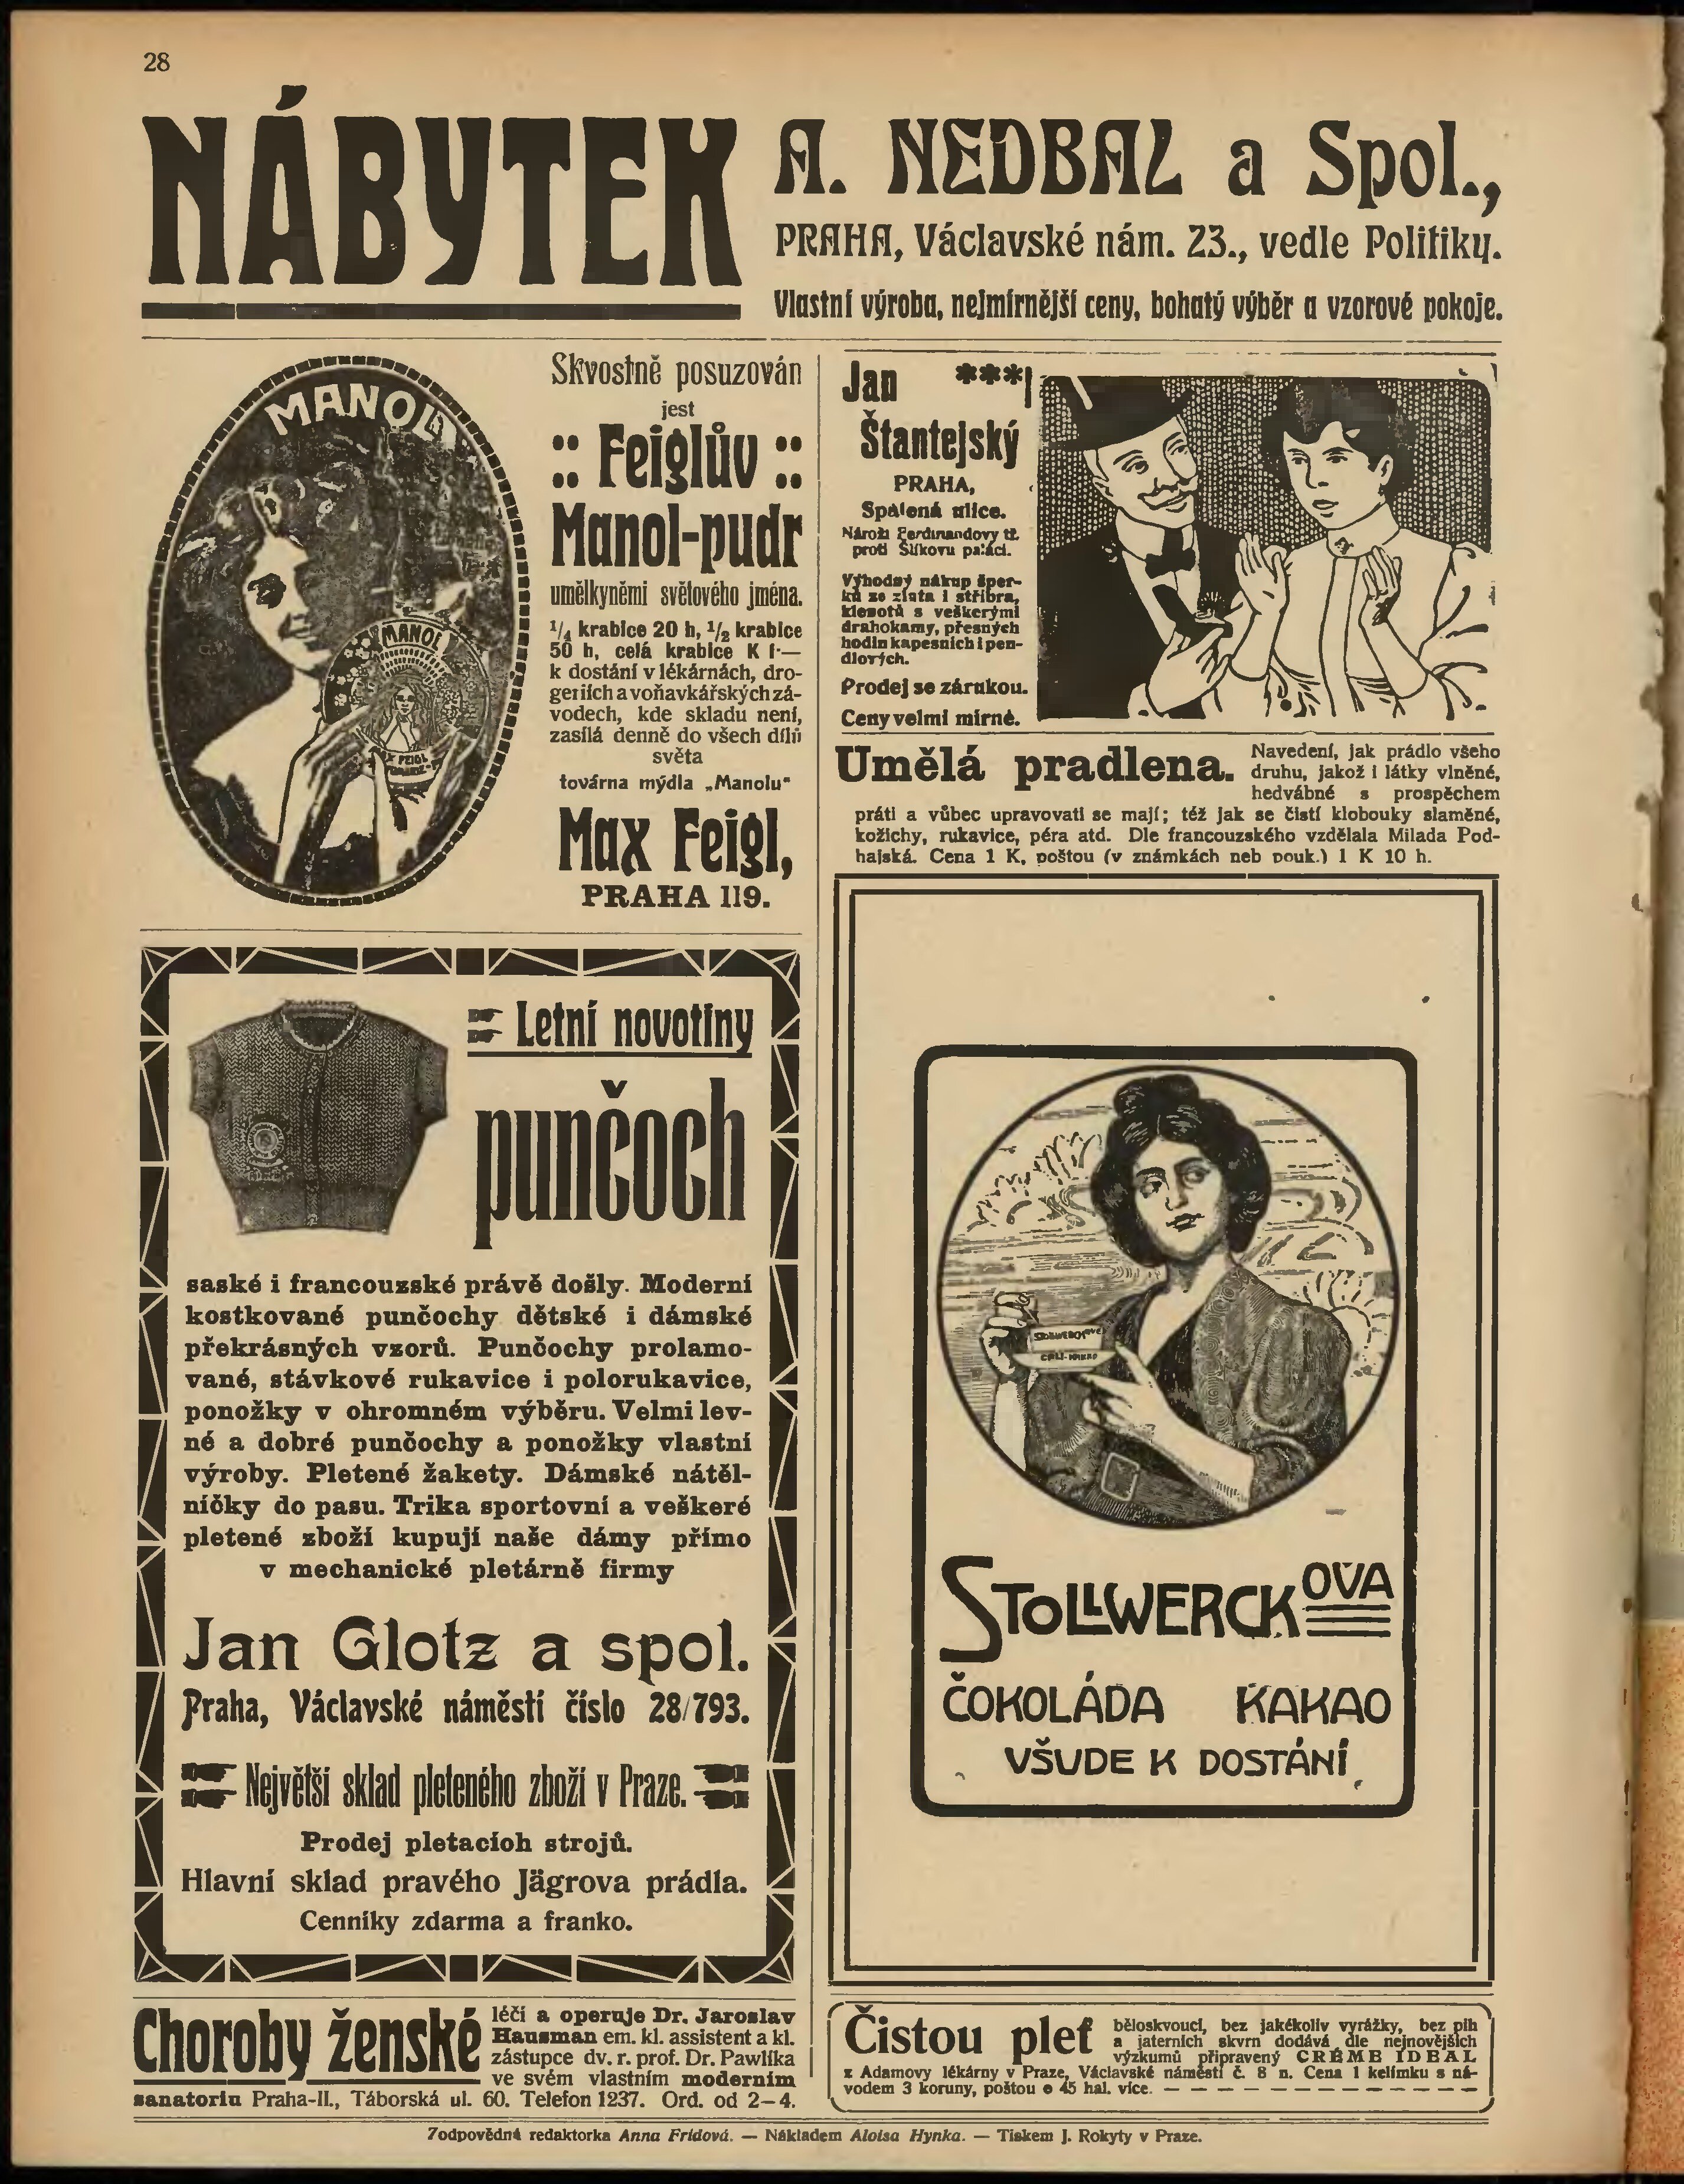 28
NÁBYTEK
A. NEDBAL a Spol.,
PRAHA, Václavské nám. 23., vedle Politiky.
Vlastní výroba, nejmírnější ceny, bohatý výběr a vzorové pokoje.
MANOL
MANOL
Skvostně posuzován
jest
:: Feiglův ::
Manol-pudr
umělkyněmi světového jména.
1/4 krabice 20 h, 1/2 krabice
50 h, celá krabice K 1·—
k dostání v lékárnách, dro-
geriích a voňavkářských zá-
vodech, kde skladu není,
zasílá denně do všech dílů
světa
továrna mýdla „Manolu“
Max Feigl,
PRAHA 119.
Jan ***
Štantejský
PRAHA,
Spálená ulice.
Nároží Ferdinandovy tř.
proti Šlikovu paláci.
Výhodný nákup šper-
ků ze zlata i stříbra,
klenotů s veškerými
drahokamy, přesných
hodin kapesních i pen-
dlových.
Prodej se zárukou.
Ceny velmi mírné.
Umělá pradlena.
Navedení, jak prádlo všeho
druhu, jakož i látky vlněné,
hedvábné s prospěchem
práti a vůbec upravovati se mají; též jak se čistí klobouky slaměné,
kožichy, rukavice, péra atd. Dle francouzského vzdělala Milada Pod-
hajská. Cena 1 K, poštou (v známkách neb pouk.) 1 K 10 h.
Letní novotiny
punčoch
saské i francouzské právě došly. Moderní
kostkované punčochy dětské i dámské
překrásných vzorů. Punčochy prolamo-
vané, stávkové rukavice i polorukavice,
ponožky v ohromném výběru. Velmi lev-
né a dobré punčochy a ponožky vlastní
výroby. Pletené žakety. Dámské nátěl-
níčky do pasu. Trika sportovní a veškeré
pletené zboží kupují naše dámy přímo
v mechanické pletárně firmy
Jan Glotz a spol.
Praha, Václavské náměstí číslo 28/793.
Největší sklad pleteného zboží v Praze.
Prodej pletacích strojů.
Hlavní sklad pravého Jägrova prádla.
Cenníky zdarma a franko.
STOLLWERCKOVA
ČOKOLÁDA KAKAO
VŠUDE K DOSTÁNÍ
Choroby ženské
léčí a operuje Dr. Jaroslav
Hausman em. kl. assistent a kl.
zástupce dv. r. prof. Dr. Pawlíka
ve svém vlastním moderním
sanatoriu Praha-II., Táborská ul. 60. Telefon 1237. Ord. od 2—4.
Čistou pleť
běloskvoucí, bez jakékoliv vyrážky, bez pih
a jaterních skvrn dodává dle nejnovějších
výzkumů připravený CRÉME IDEAL
z Adamovy lékárny v Praze, Václavské náměstí č. 8 n. Cena 1 kelímku s ná-
vodem 3 koruny, poštou o 45 hal. více. — — — — — — — — — — — —
Zodpovědná redaktorka Anna Frídová. — Nákladem Aloisa Hynka. — Tiskem J. Rokyty v Praze.